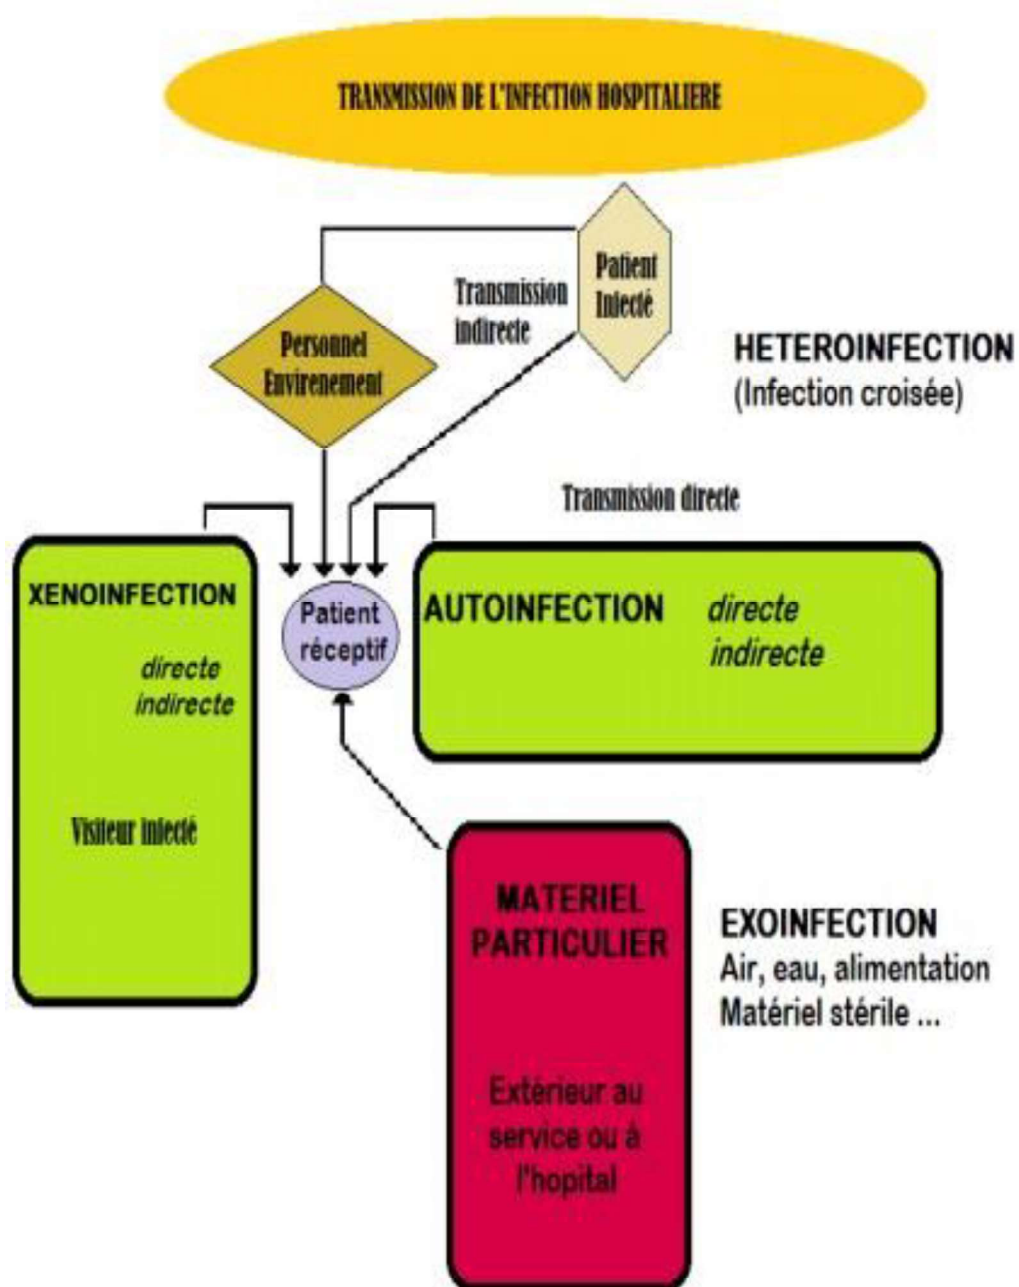 TRANSMISSION DE L'INFECTION HOSPITALIERE
Patient
Infecté
Transmission
indirecte
Personnel
Envirenement
HETEROINFECTION
(Infection croisée)
Transmission directe
XENOINFECTION
directe
indirecte
Visiteur infecté
Patient
réceptif
AUTOINFECTION directe
indirecte
MATERIEL
PARTICULIER
Extérieur au
service ou à
l'hopital
EXOINFECTION
Air, eau, alimentation
Matériel stérile ...